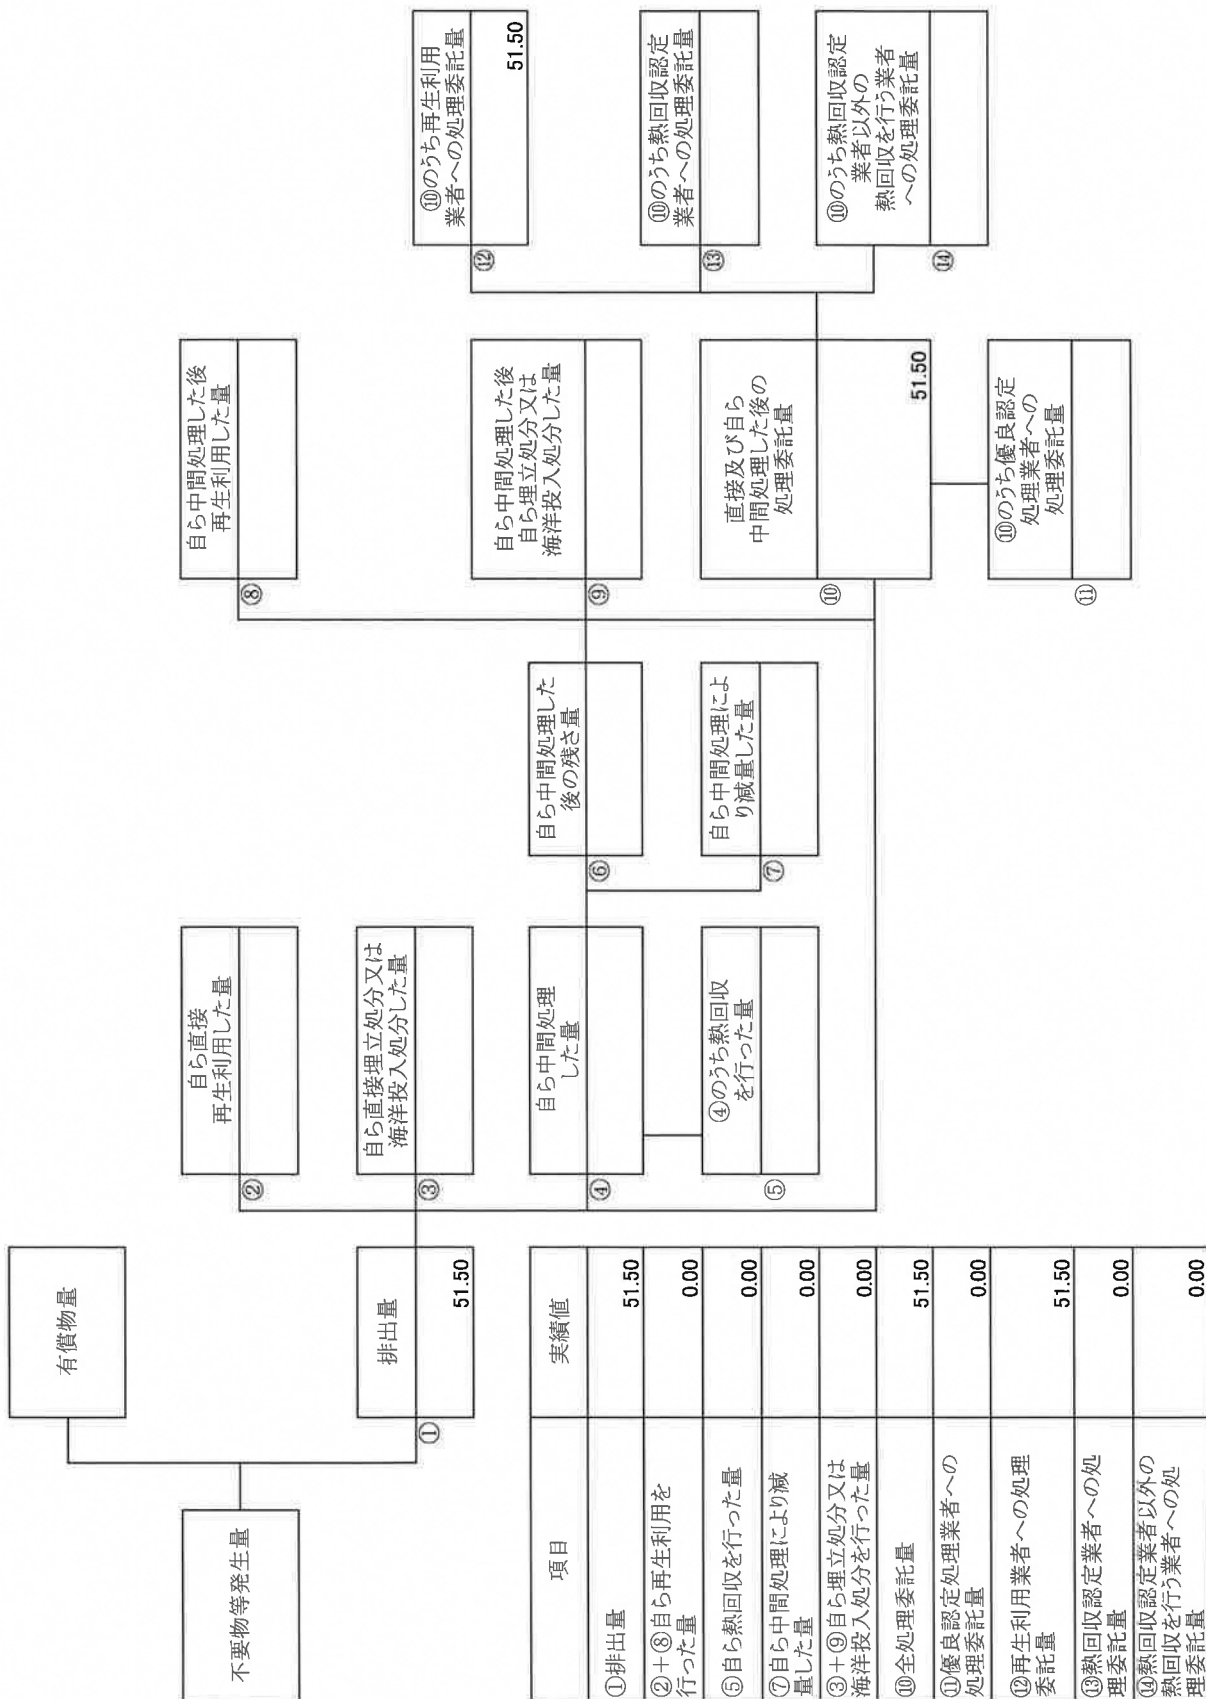 不要物等発生量
有償物量
排出量
①
51.50
自ら直接
再生利用した量
②
自ら直接埋立処分又は
海洋投入処分した量
③
自ら中間処理
した量
④
④のうち熱回収
を行った量
⑤
自ら中間処理した
後の残さ量
⑥
自ら中間処理によ
り減量した量
⑦
自ら中間処理した後
再生利用した量
⑧
自ら中間処理した後
自ら埋立処分又は
海洋投入処分した量
⑨
直接及び自ら
中間処理した後の
処理委託量
⑩
51.50
⑩のうち優良認定
処理業者への
処理委託量
⑪
⑩のうち再生利用
業者への処理委託量
⑫
51.50
⑩のうち熱回収認定
業者への処理委託量
⑬
⑩のうち熱回収認定
業者以外の
熱回収を行う業者
への処理委託量
⑭
項目 実績値
①排出量 51.50
②+⑧自ら再生利用を
行った量 0.00
⑤自ら熱回収を行った量 0.00
⑦自ら中間処理により減
量した量 0.00
③+⑨自ら埋立処分又は
海洋投入処分を行った量 0.00
⑩全処理委託量 51.50
⑪優良認定処理業者への
処理委託量 0.00
⑫再生利用業者への処理
委託量 51.50
⑬熱回収認定業者への処
理委託量 0.00
⑭熱回収認定業者以外の
熱回収を行う業者への処
理委託量 0.00